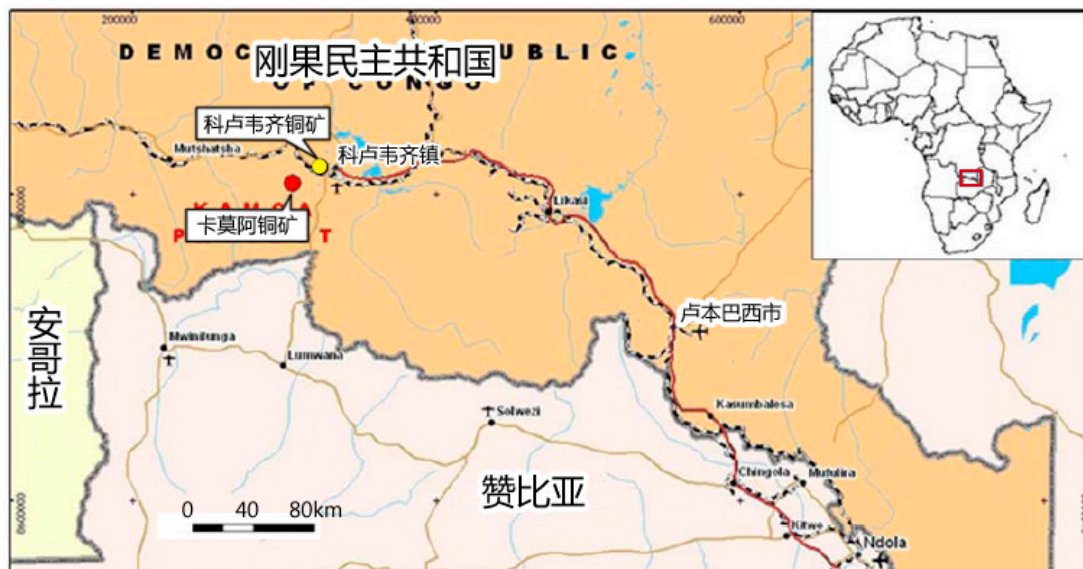 200000
400000
600000
DEMOC
UBLIC
刚果民主共和国
OF CONGO
科卢韦齐铜矿
Mutshatsha
科卢韦齐镇
Likasi
卡莫阿铜矿
卢本巴西市
安哥拉
Mwinilunga
Lumwana
Solwezi
Kasumbalesa
赞比亚
Chingola
Mufulira
Kitwe
Ndola
0 40 80km